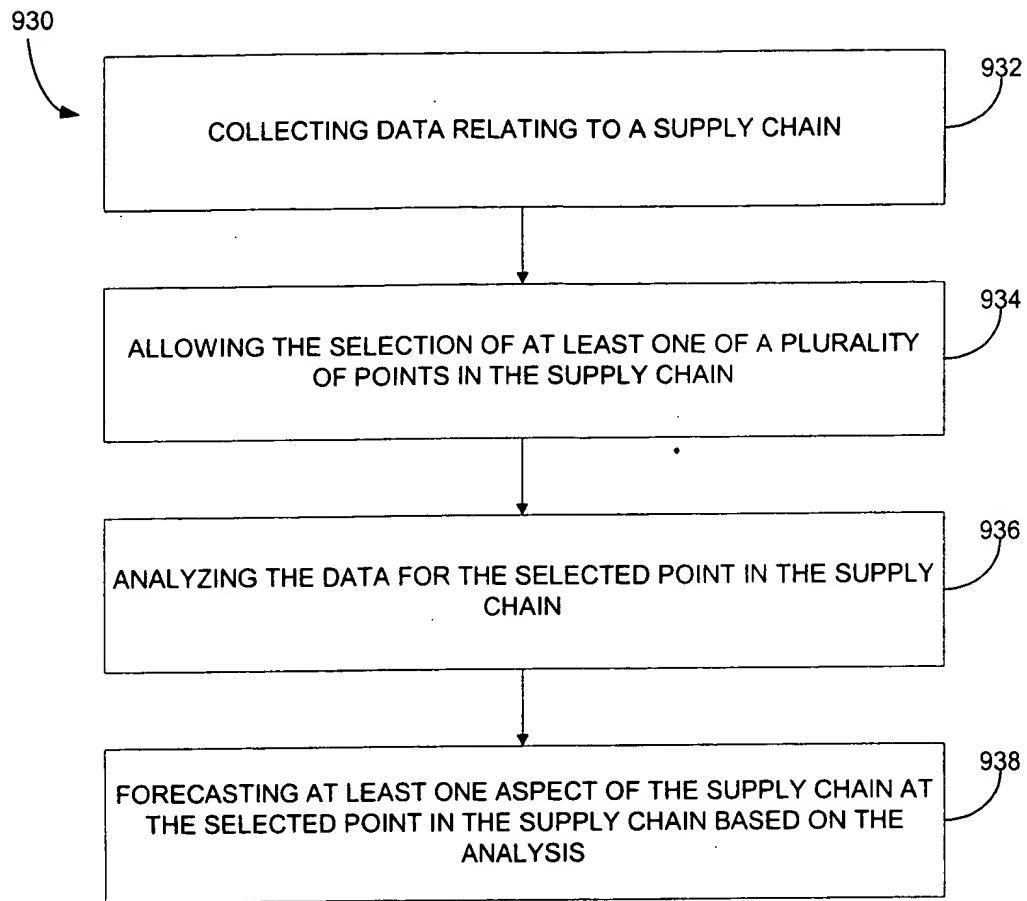 930
932
COLLECTING DATA RELATING TO A SUPPLY CHAIN
934
ALLOWING THE SELECTION OF AT LEAST ONE OF A PLURALITY
OF POINTS IN THE SUPPLY CHAIN
936
ANALYZING THE DATA FOR THE SELECTED POINT IN THE SUPPLY
CHAIN
938
FORECASTING AT LEAST ONE ASPECT OF THE SUPPLY CHAIN AT
THE SELECTED POINT IN THE SUPPLY CHAIN BASED ON THE
ANALYSIS